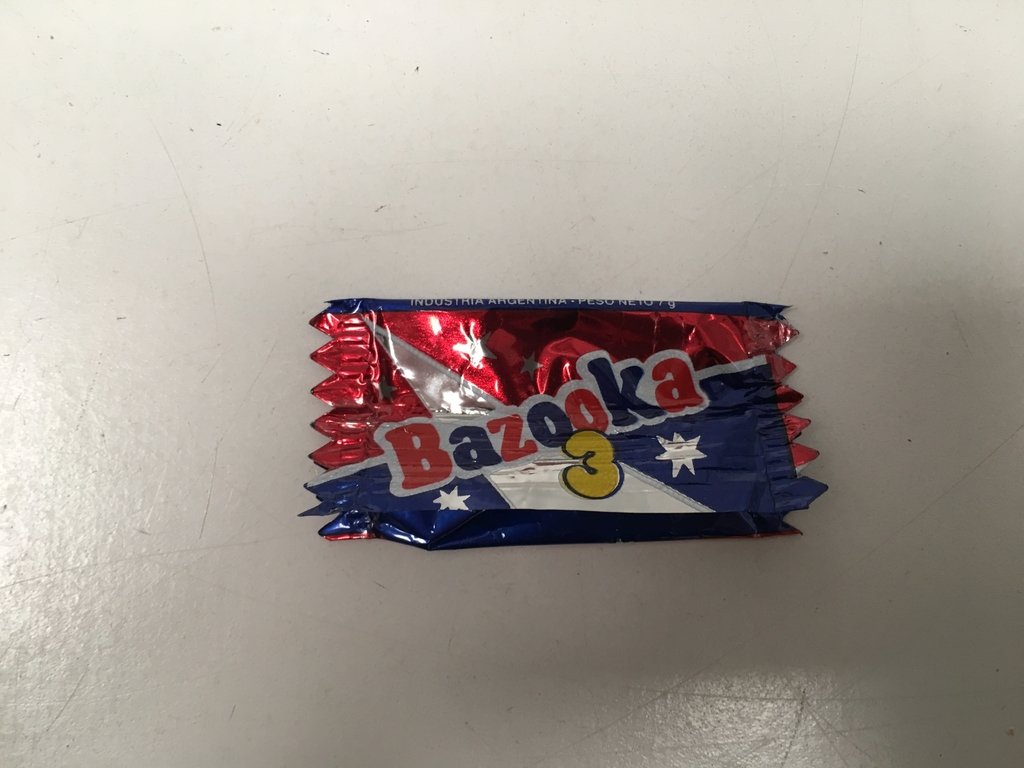 INDUSTRIA ARGENTINA - PESO NETO 7 g
Bazooka
3